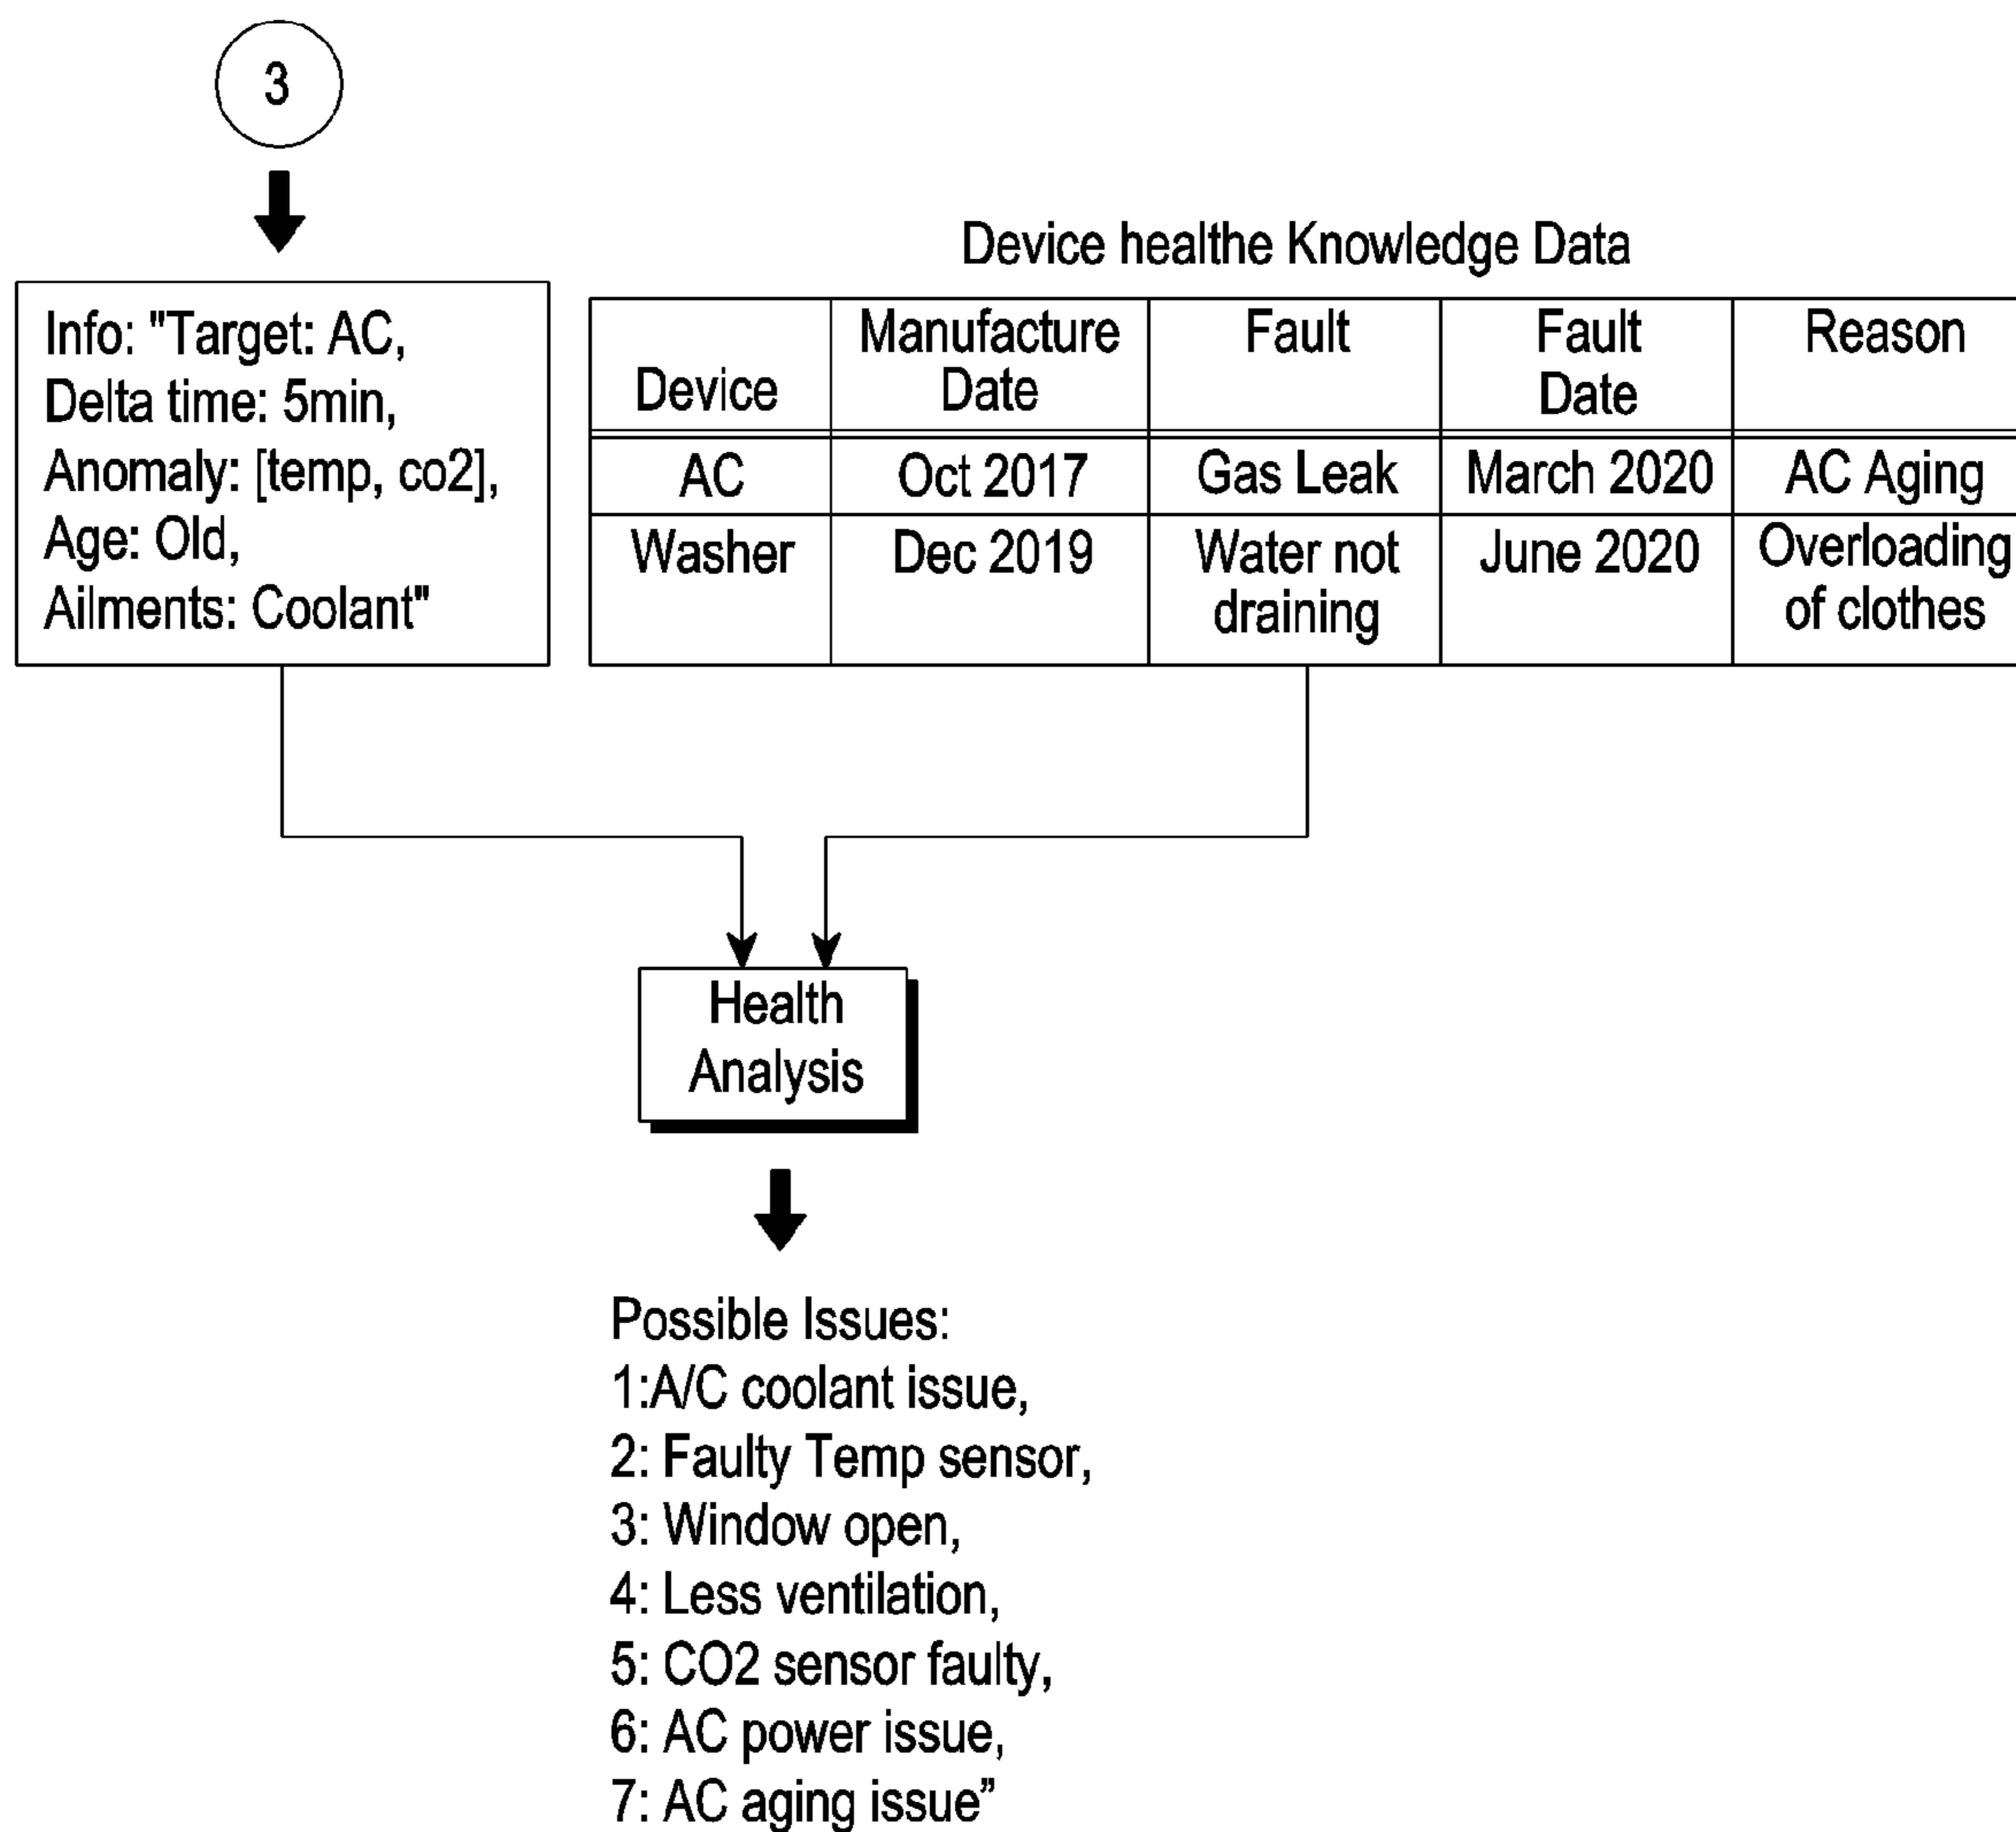 3
Info: "Target: AC,
Delta time: 5min,
Anomaly: [temp, co2],
Age: Old,
Ailments: Coolant"
Device healthe Knowledge Data
Device
Manufacture
Date
Fault
Fault
Date
Reason
AC
Oct 2017
Gas Leak
March 2020
AC Aging
Washer
Dec 2019
Water not
draining
June 2020
Overloading
of clothes
Health
Analysis
Possible Issues:
1:A/C coolant issue,
2: Faulty Temp sensor,
3: Window open,
4: Less ventilation,
5: CO2 sensor faulty,
6: AC power issue,
7: AC aging issue”